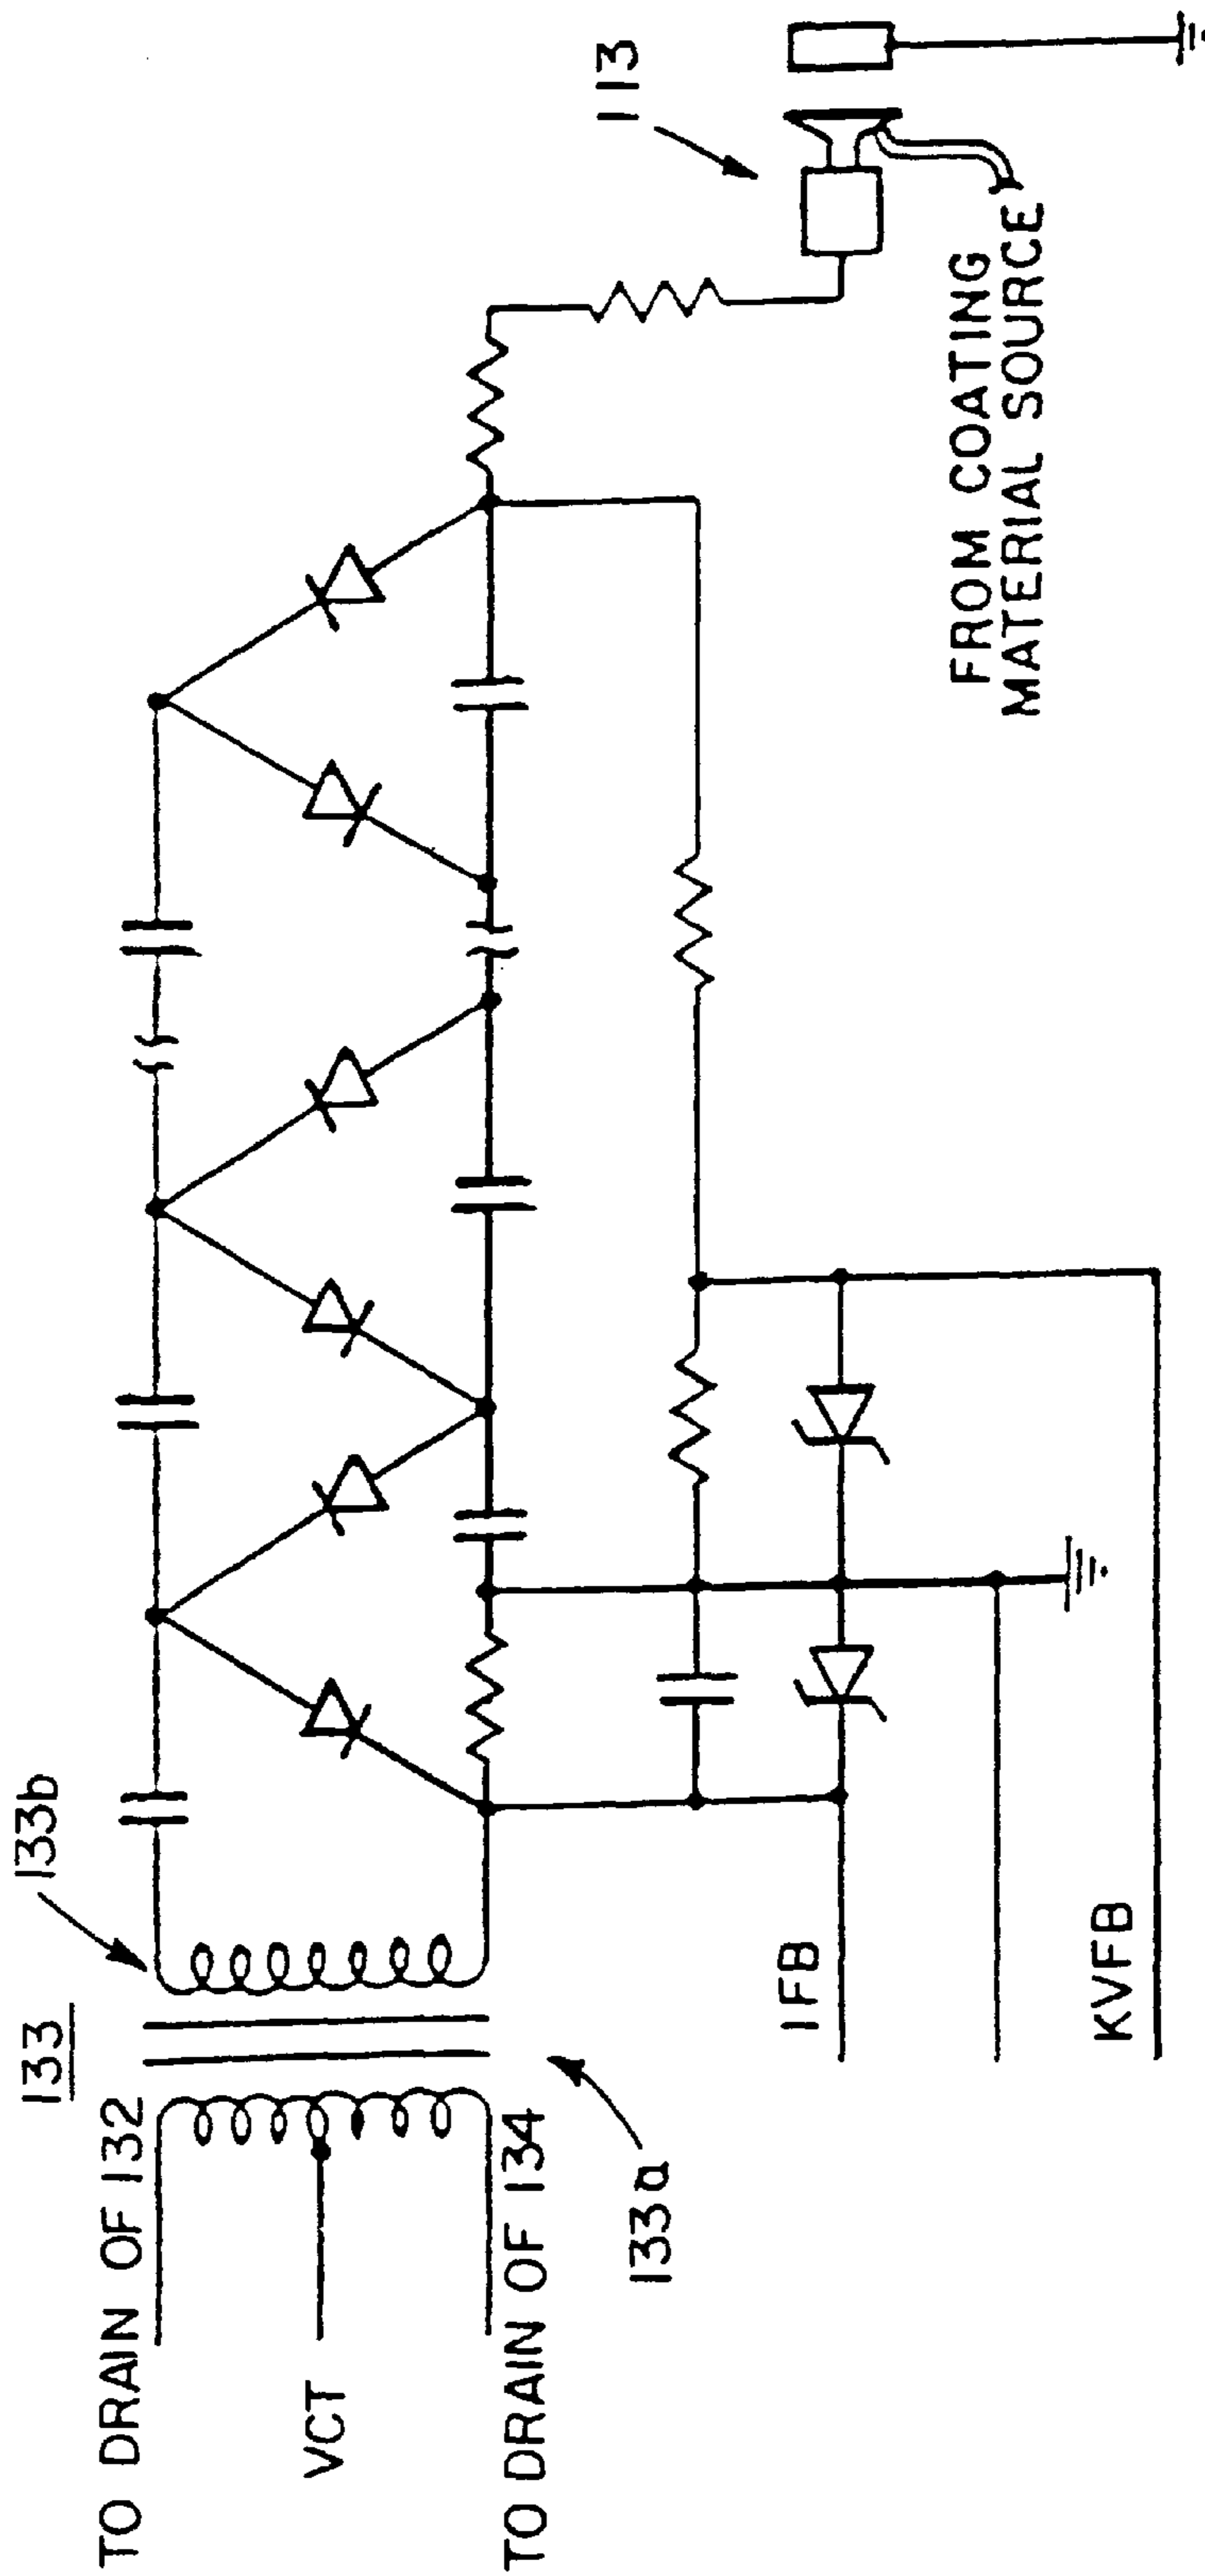 TO DRAIN OF 132
133
133b
VCT
TO DRAIN OF 134
133a
IFB
KVFB
113
FROM COATING
MATERIAL SOURCE